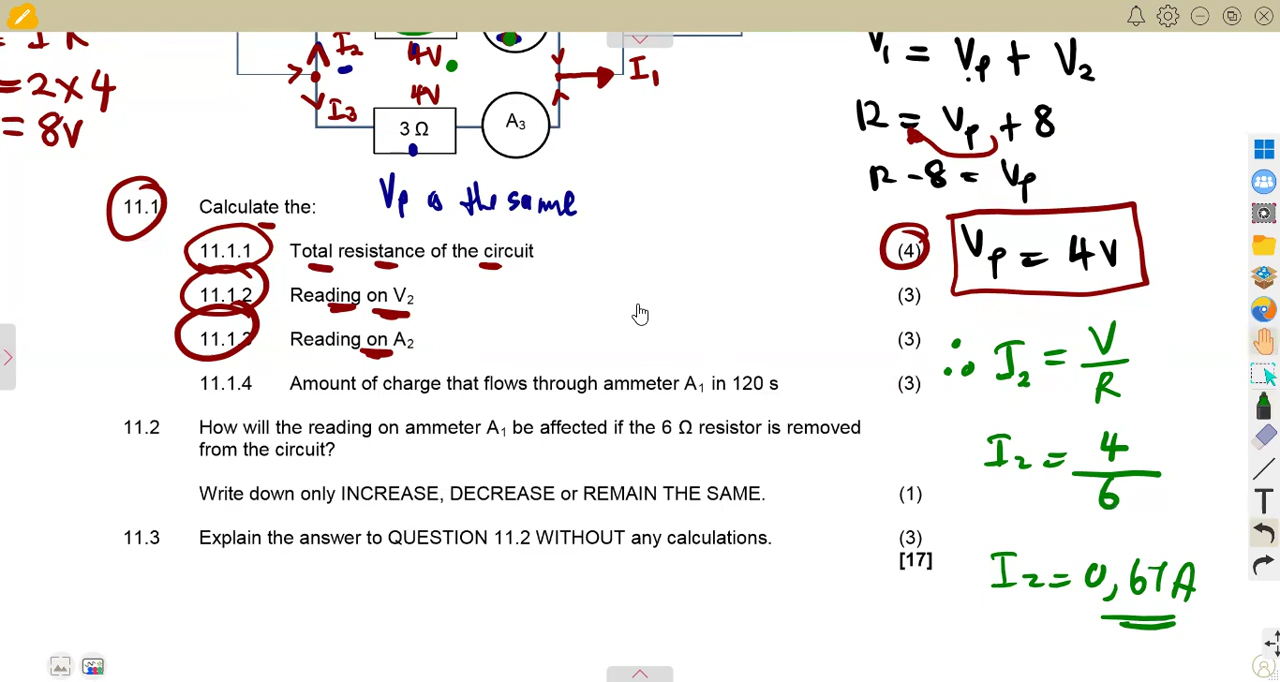 = 2 x 4
= 8V
I2
4V
4V
I3
I1
3 Ω
A3
Vp is the same
V1 = Vp + V2
12 = Vp + 8
12 - 8 = Vp
Vp = 4V
11.1 Calculate the:
11.1.1 Total resistance of the circuit (4)
11.1.2 Reading on V2 (3)
11.1.3 Reading on A2 (3)
11.1.4 Amount of charge that flows through ammeter A1 in 120 s (3)
11.2 How will the reading on ammeter A1 be affected if the 6 Ω resistor is removed
from the circuit?
Write down only INCREASE, DECREASE or REMAIN THE SAME. (1)
11.3 Explain the answer to QUESTION 11.2 WITHOUT any calculations. (3)
[17]
∴ I2 = V/R
I2 = 4/6
I2 = 0,67A
T